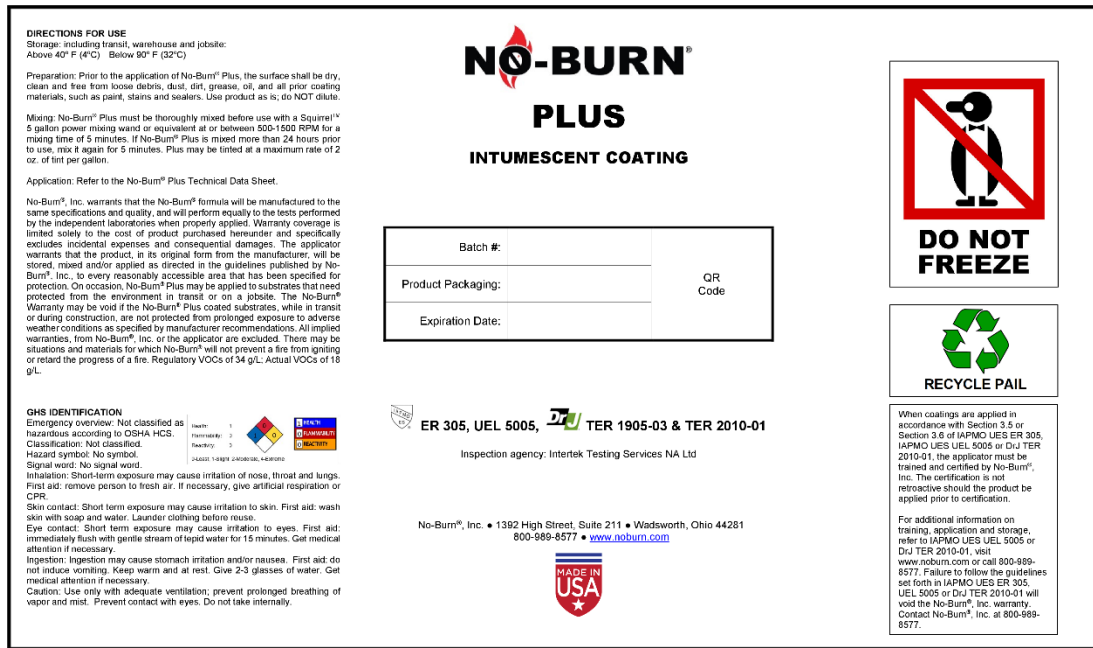 DIRECTIONS FOR USE
Storage: including transit, warehouse and jobsite:
Above 40° F (4°C) Below 90° F (32°C)
Preparation: Prior to the application of No-Burn® Plus, the surface shall be dry,
clean and free from loose debris, dust, dirt, grease, oil, and all prior coating
materials, such as paint, stains and sealers. Use product as is; do NOT dilute.
Mixing: No-Burn® Plus must be thoroughly mixed before use with a Squirrel™
5 gallon power mixing wand or equivalent at or between 500-1500 RPM for a
mixing time of 5 minutes. If No-Burn® Plus is mixed more than 24 hours prior
to use, mix it again for 5 minutes. Plus may be tinted at a maximum rate of 2
oz. of tint per gallon.
Application: Refer to the No-Burn® Plus Technical Data Sheet.
No-Burn®, Inc. warrants that the No-Burn® formula will be manufactured to the
same specifications and quality, and will perform equally to the tests performed
by the independent laboratories when properly applied. Warranty coverage is
limited solely to the cost of product purchased hereunder and specifically
excludes incidental expenses and consequential damages. The applicator
warrants that the product, in its original form from the manufacturer, will be
stored, mixed and/or applied as directed in the guidelines published by No-
Burn®. Inc., to every reasonably accessible area that has been specified for
protection. On occasion, No-Burn® Plus may be applied to substrates that need
protected from the environment in transit or on a jobsite. The No-Burn®
Warranty may be void if the No-Burn® Plus coated substrates, while in transit
or during construction, are not protected from prolonged exposure to adverse
weather conditions as specified by manufacturer recommendations. All implied
warranties, from No-Burn®, Inc. or the applicator are excluded. There may be
situations and materials for which No-Burn® will not prevent a fire from igniting
or retard the progress of a fire. Regulatory VOCs of 34 g/L; Actual VOCs of 18
g/L.
GHS IDENTIFICATION
Emergency overview: Not classified as
hazardous according to OSHA HCS.
Classification: Not classified.
Hazard symbol: No symbol.
Signal word: No signal word.
Health: 1
Flammability: 0
Reactivity: 0
0-Least 1-Slight 2-Moderate, 4-Extreme
1 0 0
1 HEALTH
0 FLAMMABILITY
0 REACTIVITY
Inhalation: Short-term exposure may cause irritation of nose, throat and lungs.
First aid: remove person to fresh air. If necessary, give artificial respiration or
CPR.
Skin contact: Short term exposure may cause irritation to skin. First aid: wash
skin with soap and water. Launder clothing before reuse.
Eye contact: Short term exposure may cause irritation to eyes. First aid:
immediately flush with gentle stream of tepid water for 15 minutes. Get medical
attention if necessary.
Ingestion: Ingestion may cause stomach irritation and/or nausea. First aid: do
not induce vomiting. Keep warm and at rest. Give 2-3 glasses of water. Get
medical attention if necessary.
Caution: Use only with adequate ventilation; prevent prolonged breathing of
vapor and mist. Prevent contact with eyes. Do not take internally.
NO-BURN®
PLUS
INTUMESCENT COATING
Batch #:
Product Packaging:
Expiration Date:
QR
Code
ER 305, UEL 5005, DrJ TER 1905-03 & TER 2010-01
Inspection agency: Intertek Testing Services NA Ltd
No-Burn®, Inc. ● 1392 High Street, Suite 211 ● Wadsworth, Ohio 44281
800-989-8577 ● www.noburn.com
MADE IN
USA
DO NOT
FREEZE
RECYCLE PAIL
When coatings are applied in
accordance with Section 3.5 or
Section 3.6 of IAPMO UES ER 305,
IAPMO UES UEL 5005 or DrJ TER
2010-01, the applicator must be
trained and certified by No-Burn®,
Inc. The certification is not
retroactive should the product be
applied prior to certification.
For additional information on
training, application and storage,
refer to IAPMO UES UEL 5005 or
DrJ TER 2010-01, visit
www.noburn.com or call 800-989-
8577. Failure to follow the guidelines
set forth in IAPMO UES ER 305,
UEL 5005 or DrJ TER 2010-01 will
void the No-Burn®, Inc. warranty.
Contact No-Burn®, Inc. at 800-989-
8577.